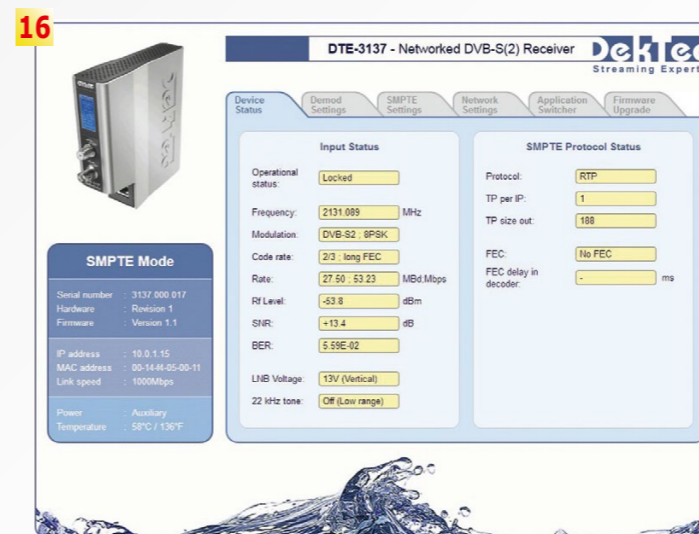 16
DTE-3137 - Networked DVB-S(2) Receiver
DekTec
Streaming Expert
Device Status
Demod Settings
SMPTE Settings
Network Settings
Application Switcher
Firmware Upgrade
Input Status
Operational status: Locked
Frequency: 2131.089 MHz
Modulation: DVB-S2 ; 8PSK
Code rate: 2/3 ; long FEC
Rate: 27.50 ; 53.23 MBd;Mbps
Rf Level: -53.8 dBm
SNR: +13.4 dB
BER: 5.59E-02
LNB Voltage: 13V (Vertical)
22 kHz tone: Off (Low range)
SMPTE Protocol Status
Protocol: RTP
TP per IP: 1
TP size out: 188
FEC: No FEC
FEC delay in decoder: - ms
SMPTE Mode
Serial number : 3137.000.017
Hardware : Revision 1
Firmware : Version 1.1
IP address : 10.0.1.15
MAC address : 00-14-f4-05-00-11
Link speed : 1000Mbps
Power : Auxiliary
Temperature : 58°C / 136°F